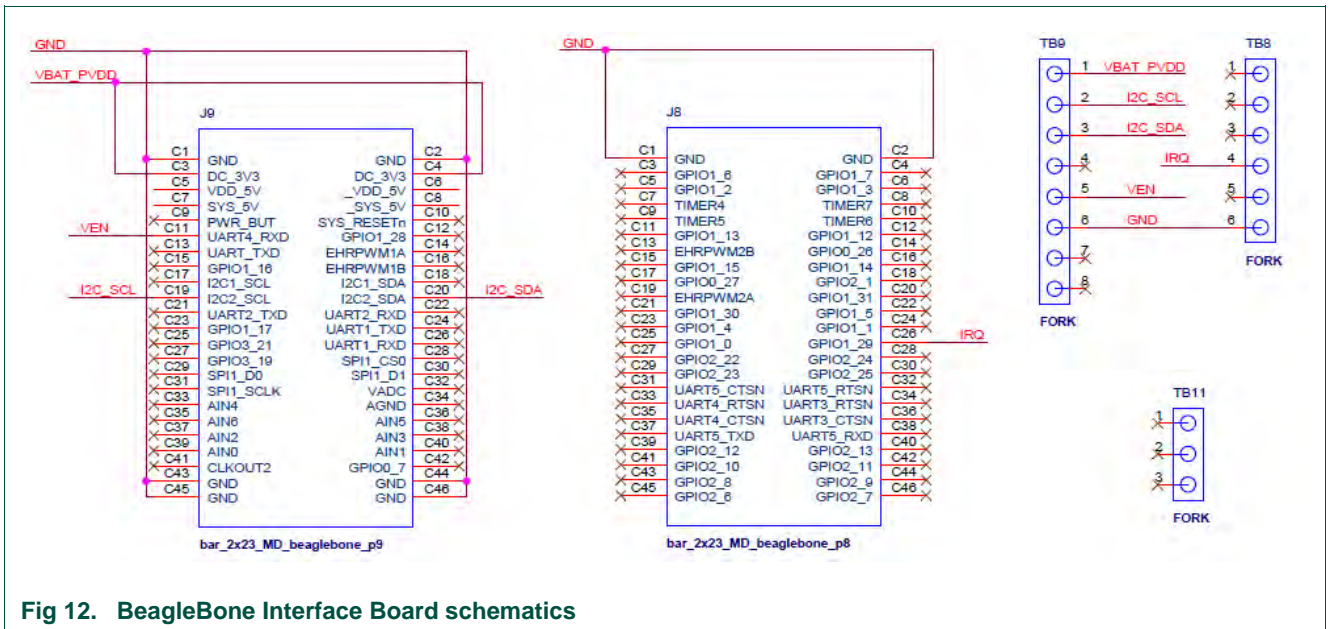 GND
VBAT_PVDD
J9
C1 GND GND C2
C3 DC_3V3 DC_3V3 C4
C5 VDD_5V _VDD_5V C6
C7 SYS_5V _SYS_5V C8
C9 PWR_BUT SYS_RESETn C10
VEN C11 UART4_RXD GPIO1_28 C12
C13 UART_TXD EHRPWM1A C14
C15 GPIO1_16 EHRPWM1B C16
C17 I2C1_SCL I2C1_SDA C18
I2C_SCL C19 I2C2_SCL I2C2_SDA C20 I2C_SDA
C21 UART2_TXD UART2_RXD C22
C23 GPIO1_17 UART1_TXD C24
C25 GPIO3_21 UART1_RXD C26
C27 GPIO3_19 SPI1_CS0 C28
C29 SPI1_D0 SPI1_D1 C30
C31 SPI1_SCLK VADC C32
C33 AIN4 AGND C34
C35 AIN6 AIN5 C36
C37 AIN2 AIN3 C38
C39 AIN0 AIN1 C40
C41 CLKOUT2 GPIO0_7 C42
C43 GND GND C44
C45 GND GND C46
bar_2x23_MD_beaglebone_p9
GND
J8
C1 GND GND C2
C3 GPIO1_6 GPIO1_7 C4
C5 GPIO1_2 GPIO1_3 C6
C7 TIMER4 TIMER7 C8
C9 TIMER5 TIMER6 C10
C11 GPIO1_13 GPIO1_12 C12
C13 EHRPWM2B GPIO0_26 C14
C15 GPIO1_15 GPIO1_14 C16
C17 GPIO0_27 GPIO2_1 C18
C19 EHRPWM2A GPIO1_31 C20
C21 GPIO1_30 GPIO1_5 C22
C23 GPIO1_4 GPIO1_1 C24
C25 GPIO1_0 GPIO1_29 C26 IRQ
C27 GPIO2_22 GPIO2_24 C28
C29 GPIO2_23 GPIO2_25 C30
C31 UART5_CTSN UART5_RTSN C32
C33 UART4_RTSN UART3_RTSN C34
C35 UART4_CTSN UART3_CTSN C36
C37 UART5_TXD UART5_RXD C38
C39 GPIO2_12 GPIO2_13 C40
C41 GPIO2_10 GPIO2_11 C42
C43 GPIO2_8 GPIO2_9 C44
C45 GPIO2_6 GPIO2_7 C46
bar_2x23_MD_beaglebone_p8
TB9 TB8
1 VBAT_PVDD 1
2 I2C_SCL 2
3 I2C_SDA 3
4 IRQ 4
5 VEN 5
6 GND 6
7
8
FORK
FORK
TB11
1
2
3
FORK
Fig 12. BeagleBone Interface Board schematics